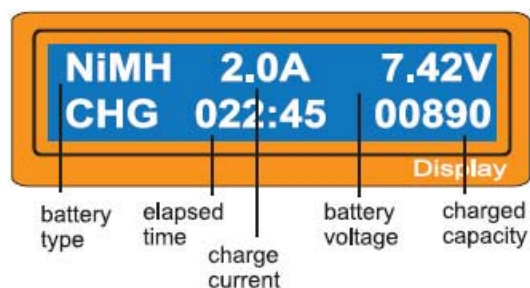 NiMH 2.0A 7.42V
CHG 022:45 00890
Display
battery type
elapsed time
charge current
battery voltage
charged capacity